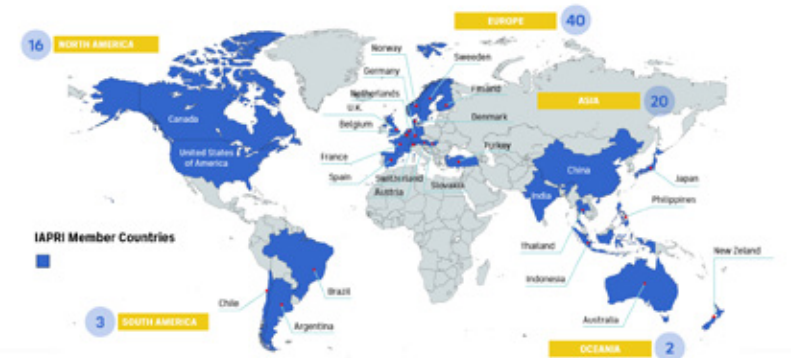 EUROPE
40
16
NORTH AMERICA
Norway
Sweeden
Germany
Finland
Netherlands
ASIA
20
U.K.
Denmark
Canada
Belgium
Turkey
United States
of America
France
China
Spain
Switzerland
Slovakia
Japan
Austria
India
Philippines
IAPRI Member Countries
Thailand
New Zeland
Indonesia
Brazil
Chile
3
SOUTH AMERICA
Argentina
Australia
OCEANIA
2